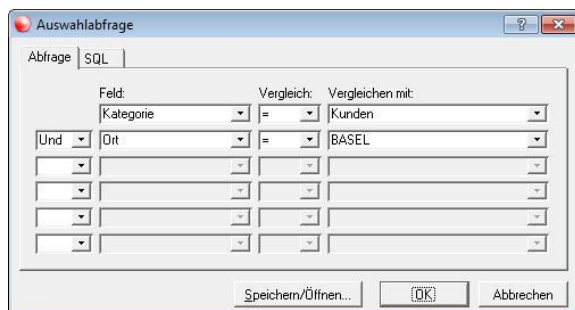 Auswahlabfrage
Abfrage SQL
Feld: Vergleich: Vergleichen mit:
Kategorie = Kunden
Und Ort = BASEL
Speichern/Öffnen... OK Abbrechen